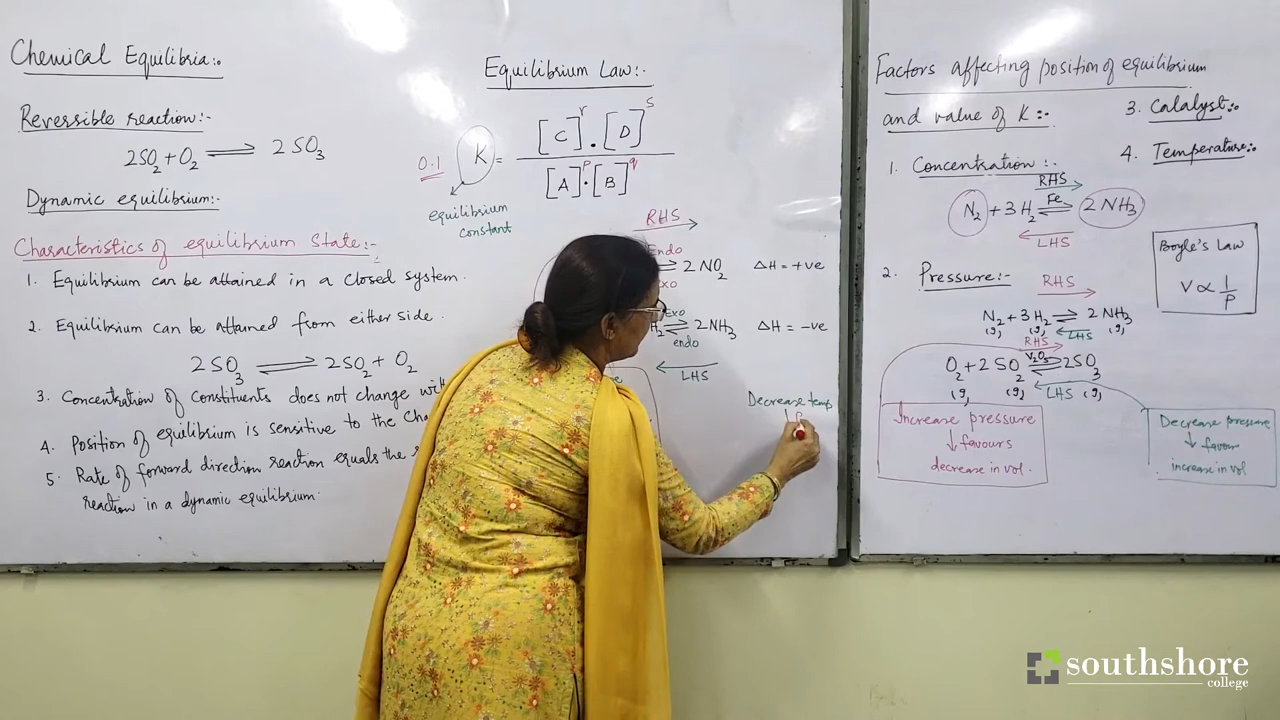 Chemical Equilibria:-
Reversible reaction:-
2SO₂ + O₂ ⇌ 2SO₃
Dynamic equilibrium:-
Characteristics of equilibrium State:-
1. Equilibrium can be attained in a closed system.
2. Equilibrium can be attained from either side.
2SO₃ ⇌ 2SO₂ + O₂
3. Concentration of constituents does not change
4. Position of equilibrium is sensitive to the
5. Rate of forward direction reaction equals the
reaction in a dynamic equilibrium.
Equilibrium Law:-
0.1 K = [C]ʳ . [D]ˢ / [A]ᵖ . [B]^q
equilibrium
constant
RHS
Endo
⇌ 2NO₂ ΔH = +ve
Exo
H₂ ⇌ 2NH₃ ΔH = -ve
endo
LHS
Decrease temp
Factors affecting position of equilibrium
and value of K:-
3. Catalyst:-
4. Temperature:-
1. Concentration:-
RHS
Fe
N₂ + 3H₂ ⇌ 2NH₃
LHS
Boyle's Law
V ∝ 1/P
2. Pressure:-
RHS
N₂ + 3H₂ ⇌ 2NH₃
(g) (g) (g)
LHS
RHS
V₂O₅
O₂ + 2SO₂ ⇌ 2SO₃
(g) (g) LHS (g)
Increase pressure
↓ favours
decrease in vol.
Decrease pressure
↓ favour
increase in vol
southshore
college